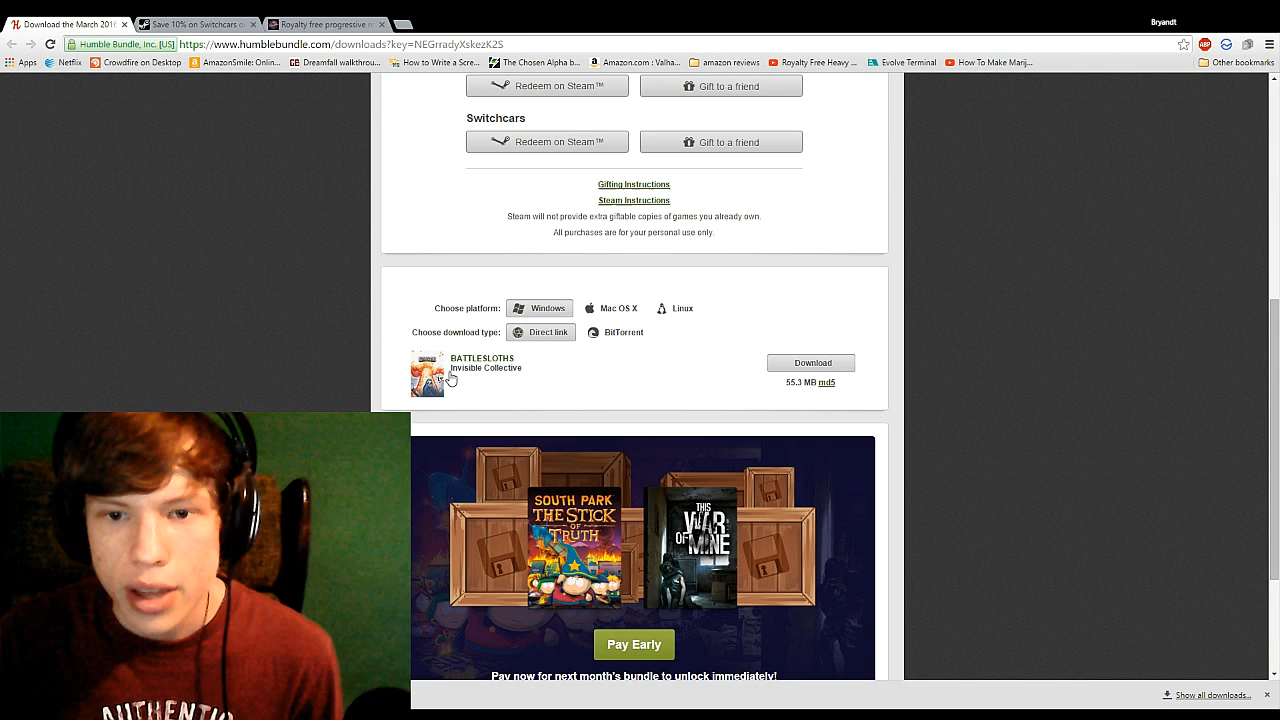 Download the March 2016
Save 10% on Switchcars o
Royalty free progressive ro
Bryandt
Humble Bundle, Inc. [US]
https://www.humblebundle.com/downloads?key=NEGrradyXskezK2S
ABP
Apps
Netflix
Crowdfire on Desktop
AmazonSmile: Onlin...
Dreamfall walkthrou...
How to Write a Scre...
The Chosen Alpha b...
Amazon.com : Valha...
amazon reviews
Royalty Free Heavy ...
Evolve Terminal
How To Make Marij...
Other bookmarks
Redeem on Steam™
Gift to a friend
Switchcars
Redeem on Steam™
Gift to a friend
Gifting Instructions
Steam Instructions
Steam will not provide extra giftable copies of games you already own.
All purchases are for your personal use only.
Choose platform:
Windows
Mac OS X
Linux
Choose download type:
Direct link
BitTorrent
BATTLESLOTHS
Invisible Collective
Download
55.3 MB md5
SOUTH PARK
THE STICK
OF
TRUTH
THIS
WAR
OF MINE
Pay Early
Pay now for next month's bundle to unlock immediately!
Show all downloads...
AUTHENTI